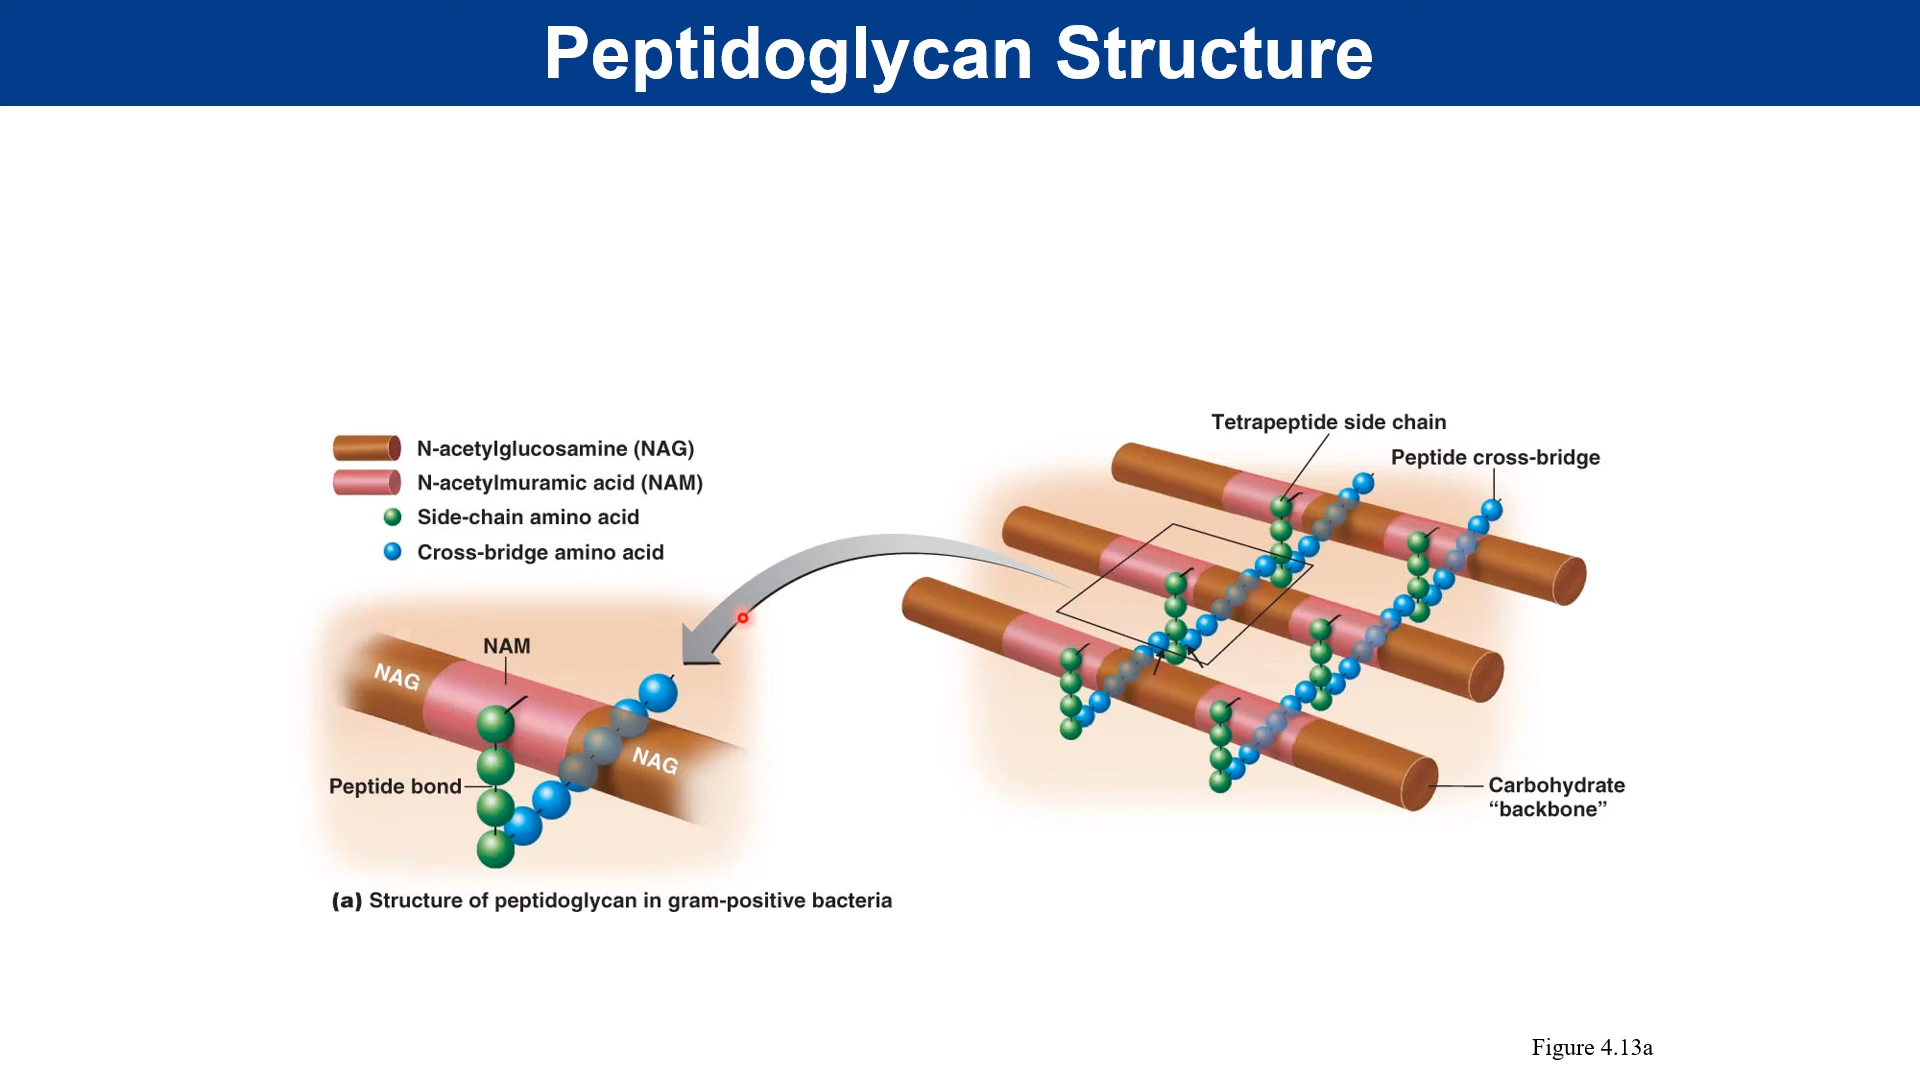 Peptidoglycan Structure
N-acetylglucosamine (NAG)
N-acetylmuramic acid (NAM)
Side-chain amino acid
Cross-bridge amino acid
Tetrapeptide side chain
Peptide cross-bridge
NAM
NAG
NAG
Peptide bond
Carbohydrate
“backbone”
(a) Structure of peptidoglycan in gram-positive bacteria
Figure 4.13a